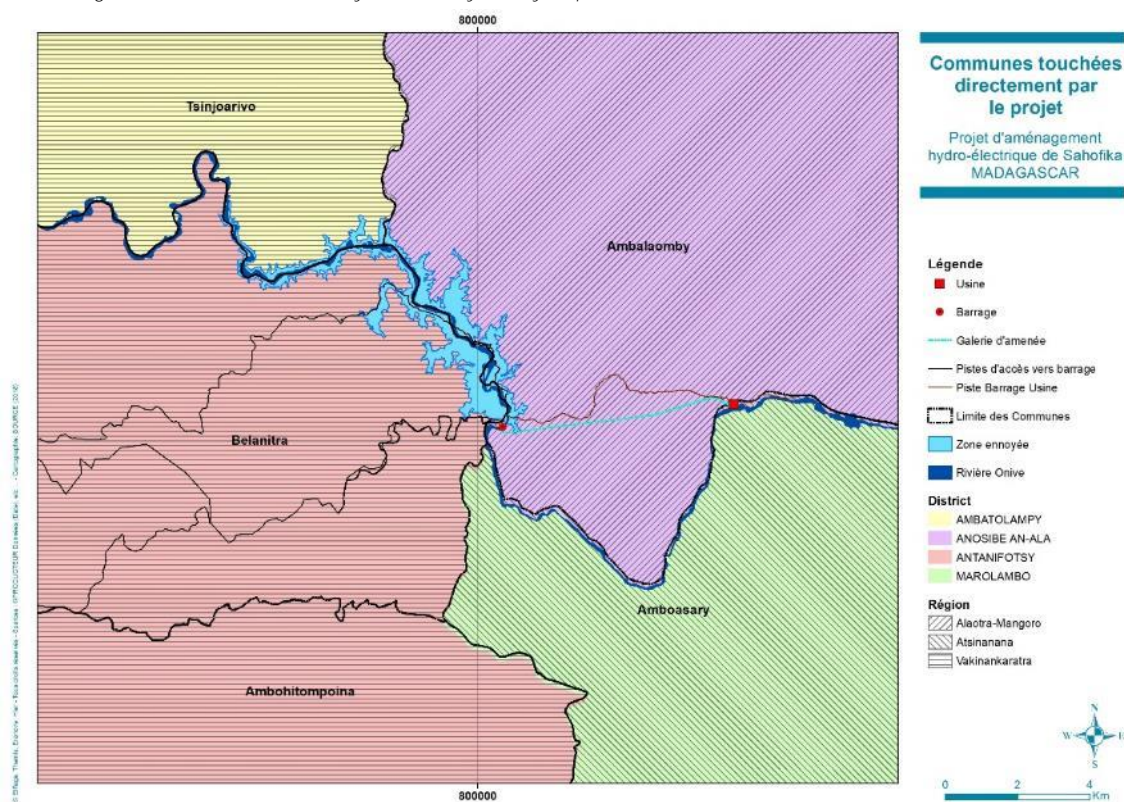 800000
Tsinjoarivo
Ambalaomby
Belanitra
Ambossary
Ambohitompoina
800000
Communes touchées
directement par
le projet
Projet d'aménagement
hydro-électrique de Sahofika
MADAGASCAR
Légende
Usine
Barrage
Galerie d'amenée
Pistes d'accès vers barrage
Piste Barrage Usine
Limite des Communes
Zone ennoyée
Rivière Onive
District
AMBATOLAMPY
ANOSIBE AN-ALA
ANTANIFOTSY
MAROLAMBO
Région
Alaotra-Mangoro
Atsinanana
Vakinankaratra
N
W E
S
0 2 4
Km